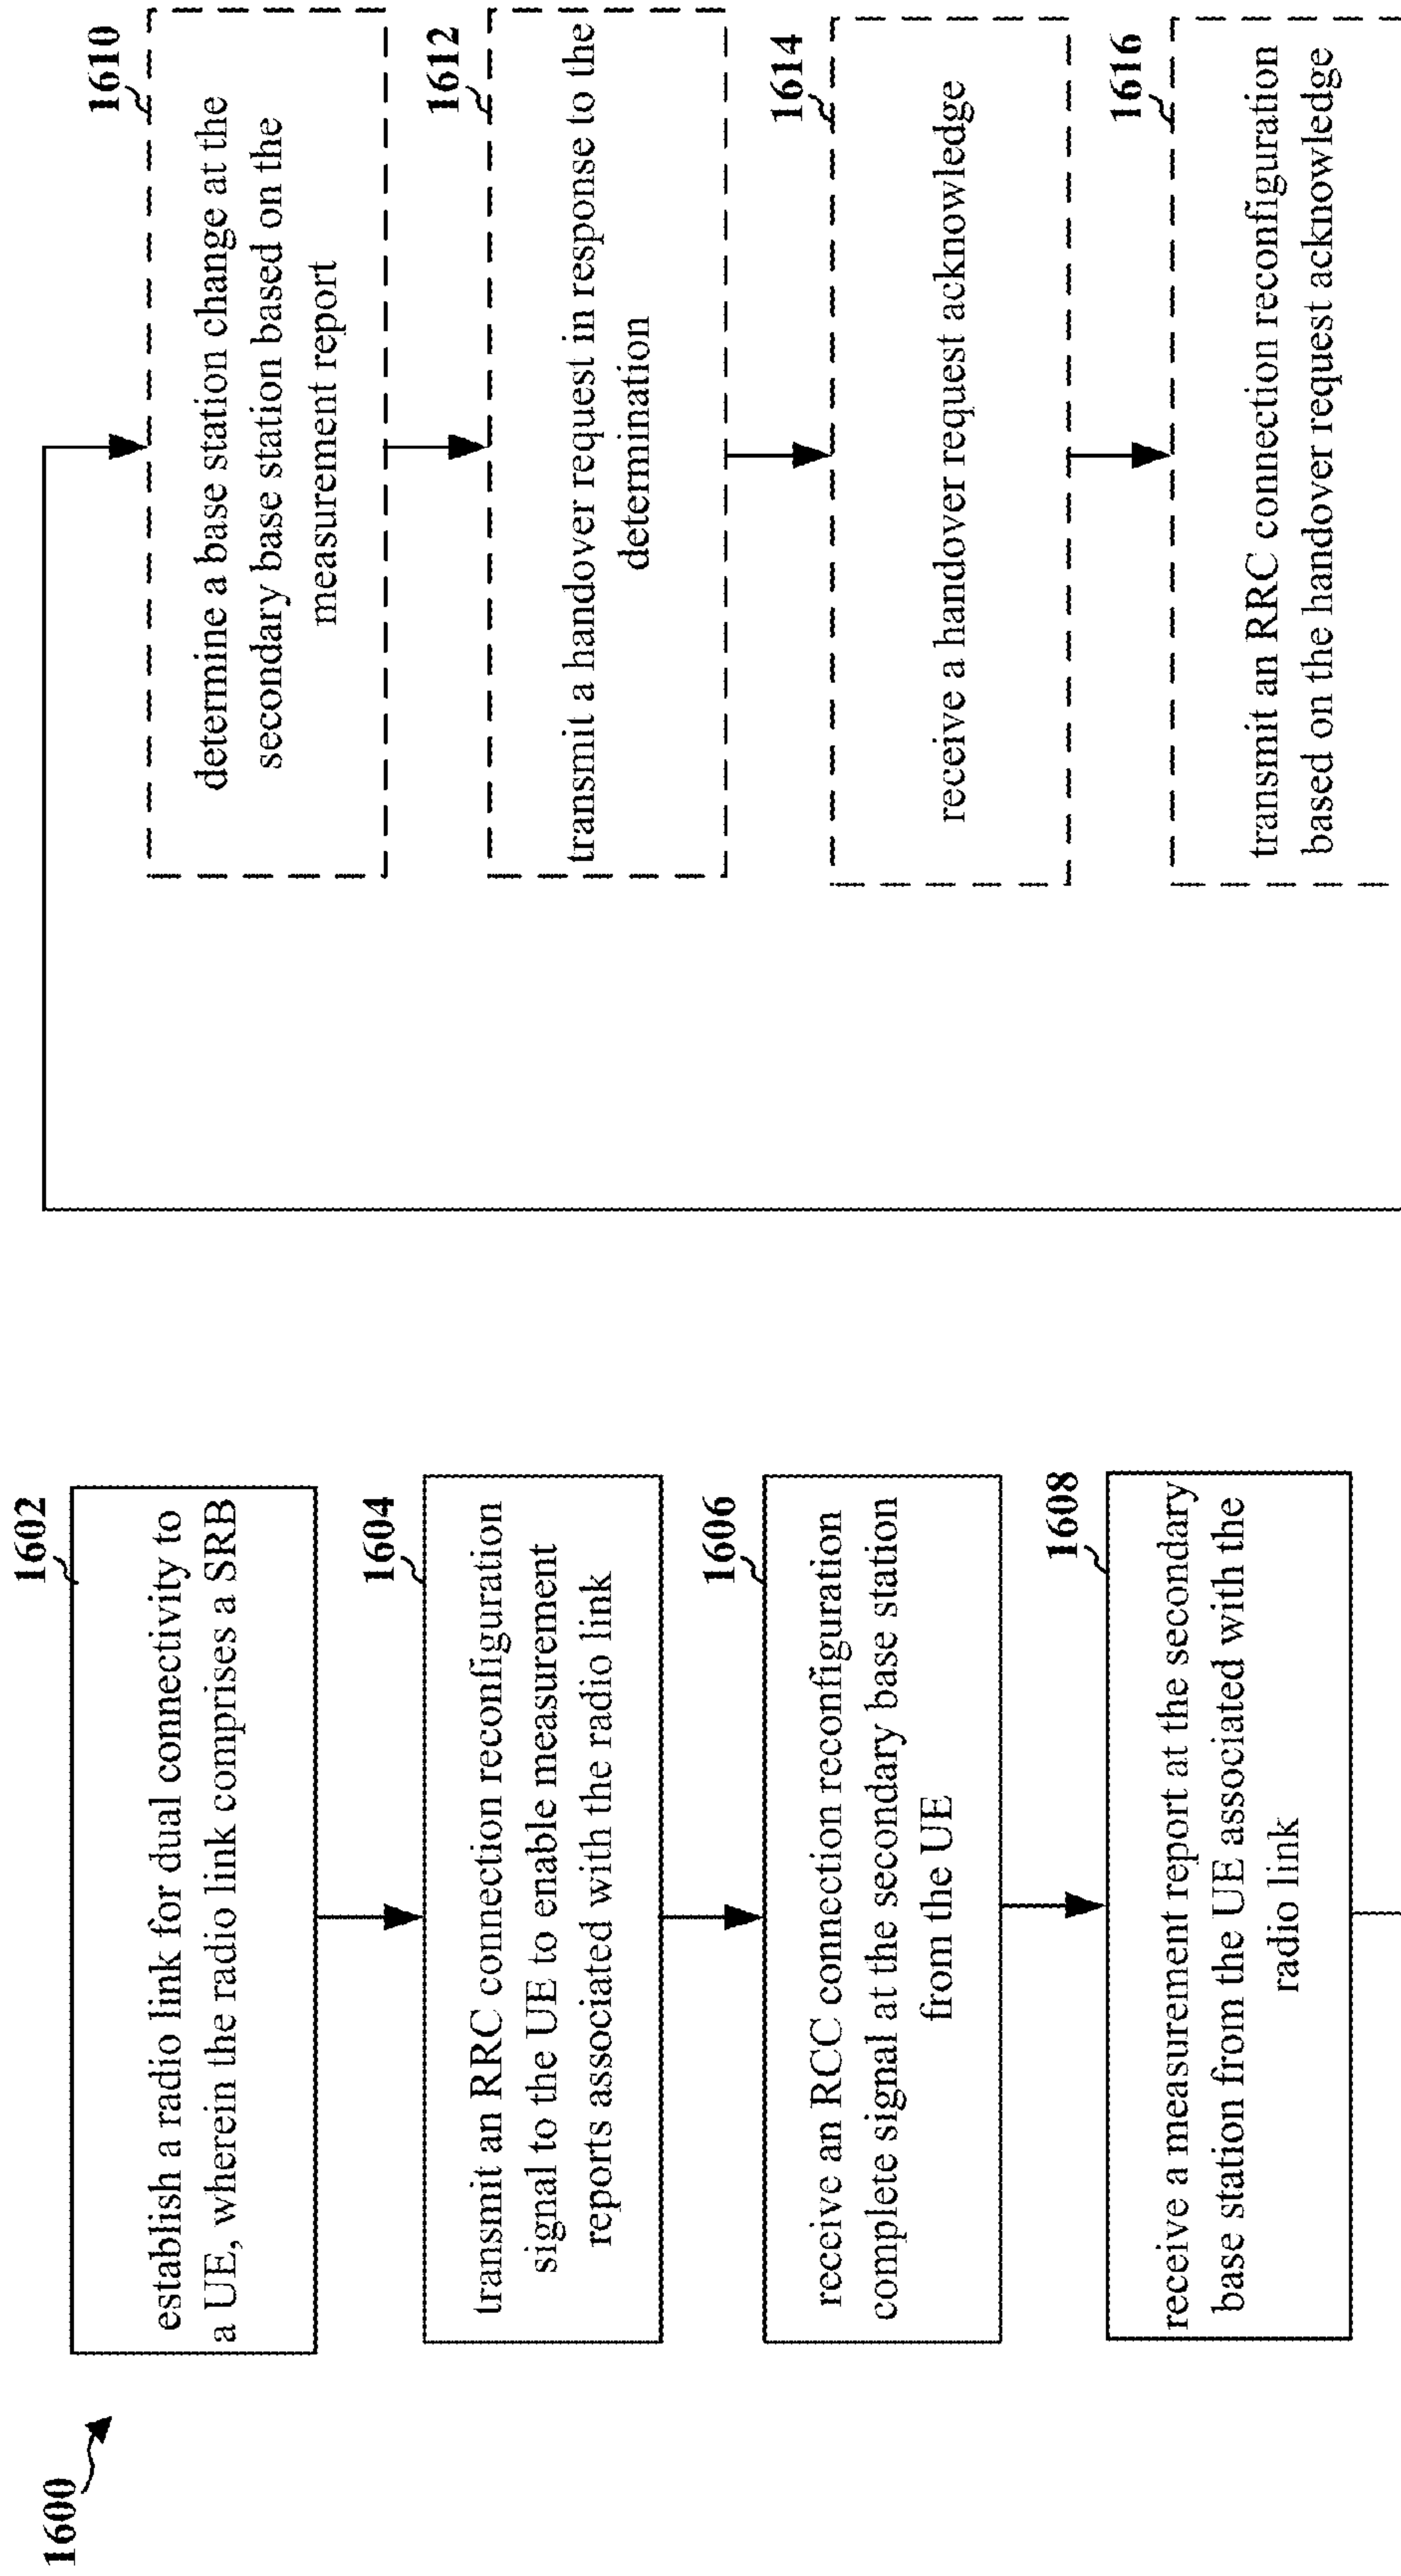 1600
1602
establish a radio link for dual connectivity to
a UE, wherein the radio link comprises a SRB
1604
transmit an RRC connection reconfiguration
signal to the UE to enable measurement
reports associated with the radio link
1606
receive an RCC connection reconfiguration
complete signal at the secondary base station
from the UE
1608
receive a measurement report at the secondary
base station from the UE associated with the
radio link
1610
determine a base station change at the
secondary base station based on the
measurement report
1612
transmit a handover request in response to the
determination
1614
receive a handover request acknowledge
1616
transmit an RRC connection reconfiguration
based on the handover request acknowledge